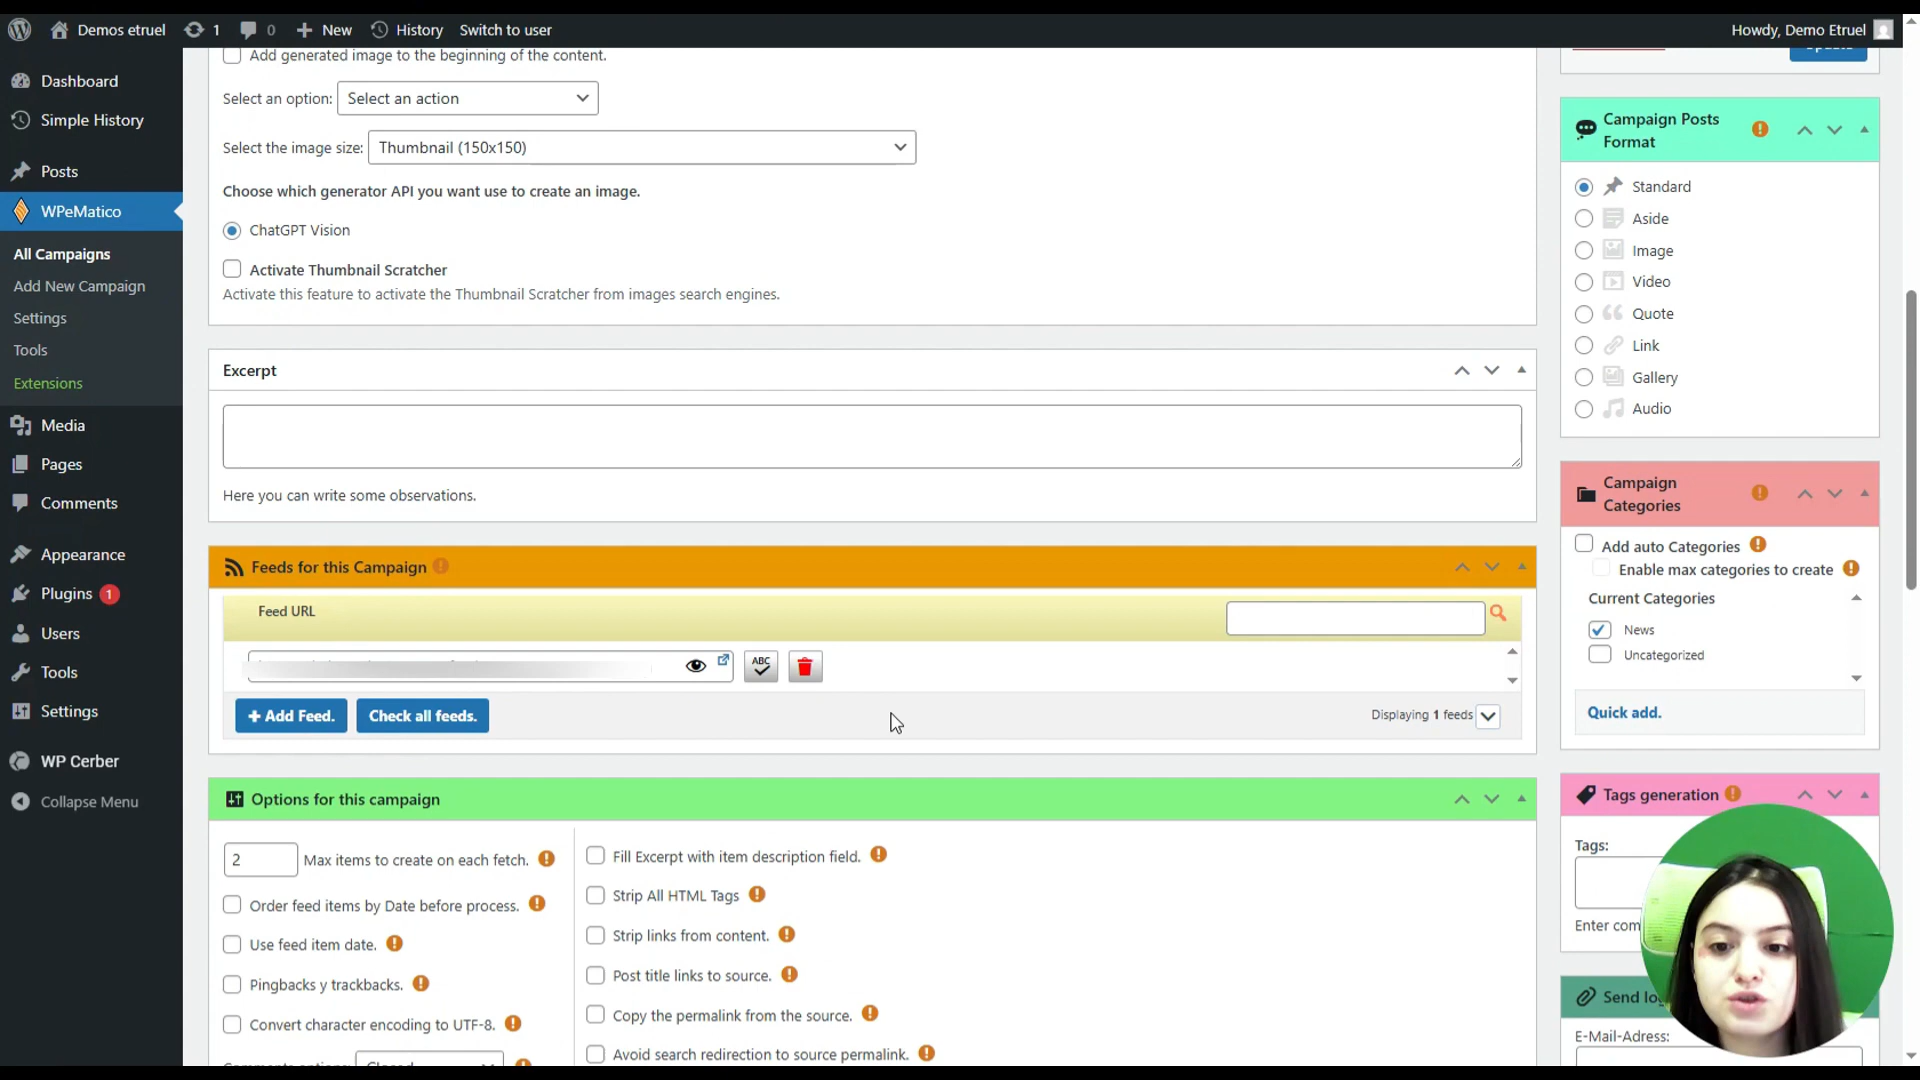 Demos etruel 1 0 New History Switch to user Howdy, Demo Etruel
Dashboard
Simple History
Posts
WPeMatico
All Campaigns
Add New Campaign
Settings
Tools
Extensions
Media
Pages
Comments
Appearance
Plugins 1
Users
Tools
Settings
WP Cerber
Collapse Menu
Add generated image to the beginning of the content.
Select an option: Select an action
Select the image size: Thumbnail (150x150)
Choose which generator API you want use to create an image.
ChatGPT Vision
Activate Thumbnail Scratcher
Activate this feature to activate the Thumbnail Scratcher from images search engines.
Excerpt
Here you can write some observations.
Feeds for this Campaign
Feed URL
ABC
+ Add Feed. Check all feeds. Displaying 1 feeds
Options for this campaign
2 Max items to create on each fetch.
Order feed items by Date before process.
Use feed item date.
Pingbacks y trackbacks.
Convert character encoding to UTF-8.
Fill Excerpt with item description field.
Strip All HTML Tags
Strip links from content.
Post title links to source.
Copy the permalink from the source.
Avoid search redirection to source permalink.
Update
Campaign Posts
Format
Standard
Aside
Image
Video
Quote
Link
Gallery
Audio
Campaign
Categories
Add auto Categories
Enable max categories to create
Current Categories
News
Uncategorized
Quick add.
Tags generation
Tags:
Enter com
Send lo
E-Mail-Adress: